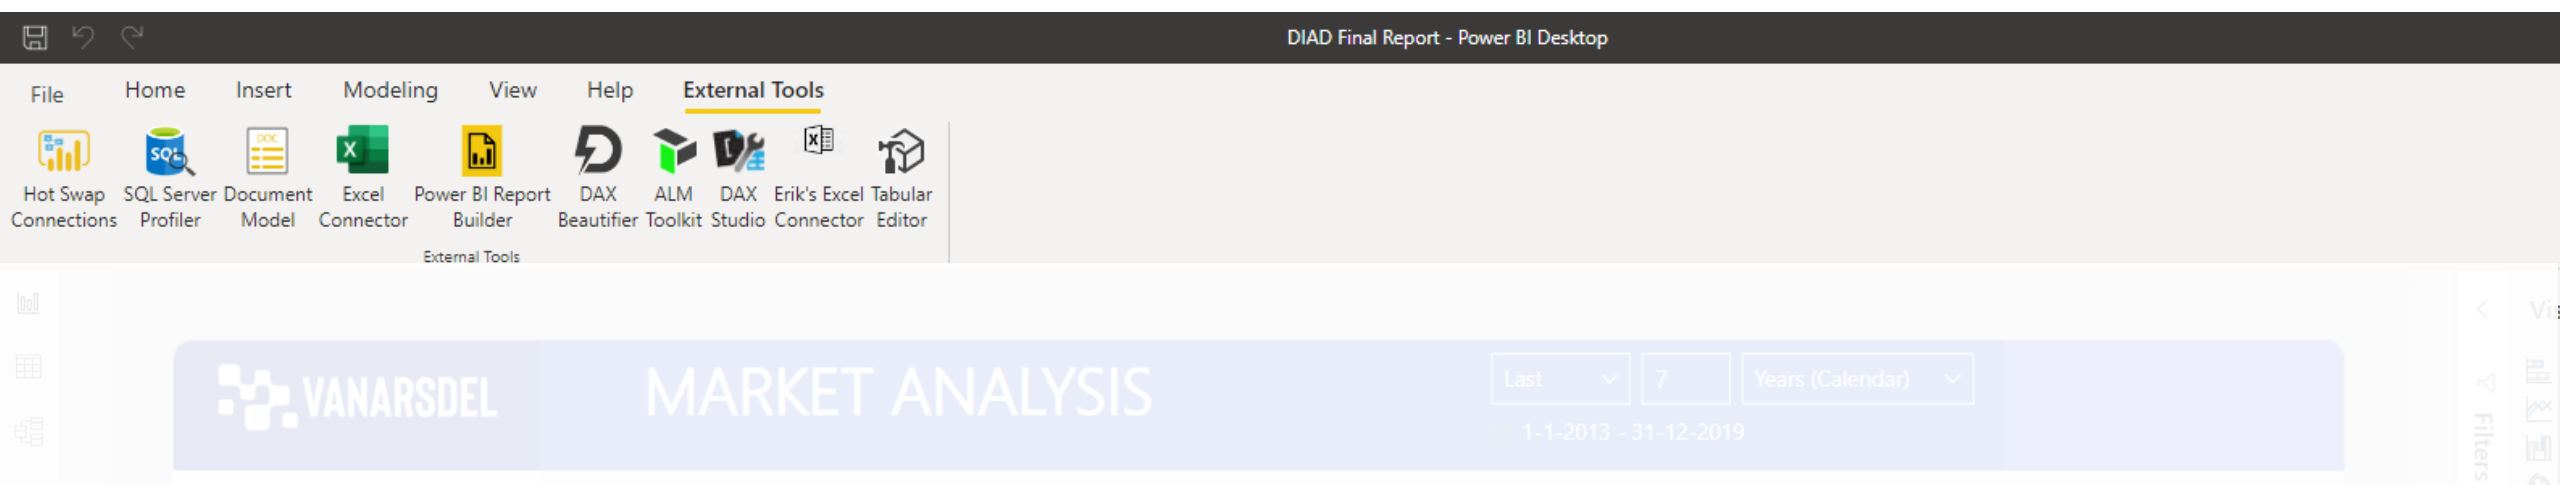 DIAD Final Report - Power BI Desktop
File Home Insert Modeling View Help External Tools
Hot Swap Connections
SQL Server Profiler
DOC
Document Model
Excel Connector
Power BI Report Builder
DAX Beautifier
ALM Toolkit
DAX Studio
Erik's Excel Connector
Tabular Editor
SQL
X
X
External Tools
VANARSDEL
MARKET ANALYSIS
Last 7 Years (Calendar)
1-1-2013 - 31-12-2019
Filters